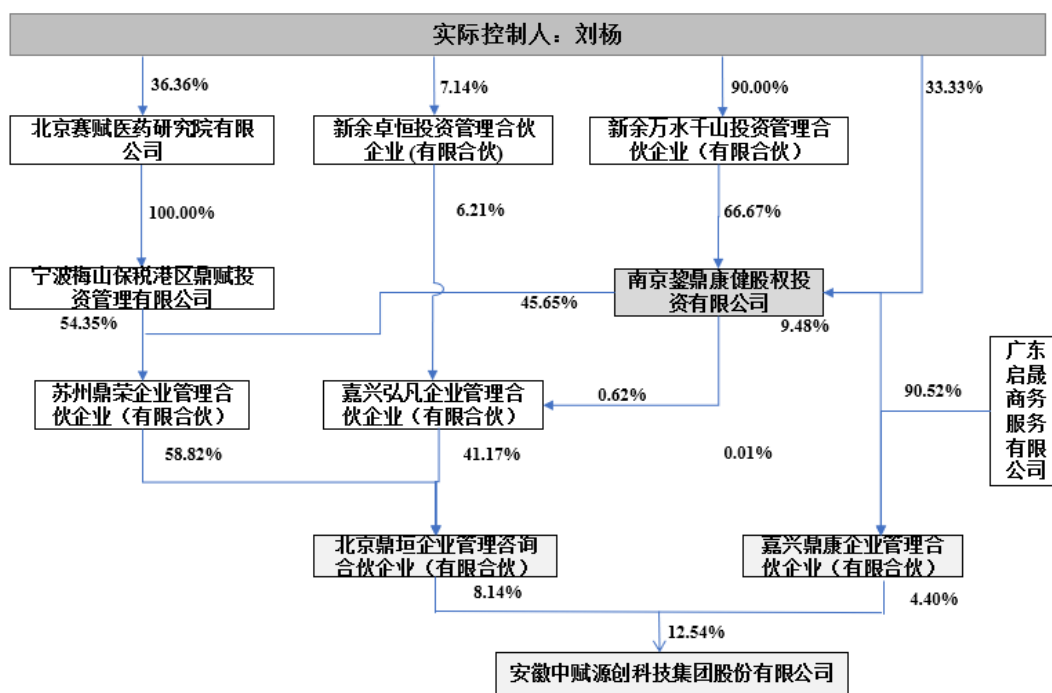 实际控制人：刘杨
36.36%
7.14%
90.00%
33.33%
北京赛赋医药研究院有限
公司
新余卓恒投资管理合伙
企业 (有限合伙)
新余万水千山投资管理合
伙企业（有限合伙）
100.00%
6.21%
66.67%
宁波梅山保税港区鼎赋投
资管理有限公司
南京鋆鼎康健股权投
资有限公司
45.65%
54.35%
9.48%
广东
启晟
商务
服务
有限
公司
苏州鼎荣企业管理合
伙企业（有限合伙）
嘉兴弘凡企业管理合
伙企业（有限合伙）
0.62%
90.52%
58.82%
41.17%
0.01%
北京鼎垣企业管理咨询
合伙企业（有限合伙）
嘉兴鼎康企业管理合
伙企业（有限合伙）
8.14%
4.40%
12.54%
安徽中赋源创科技集团股份有限公司